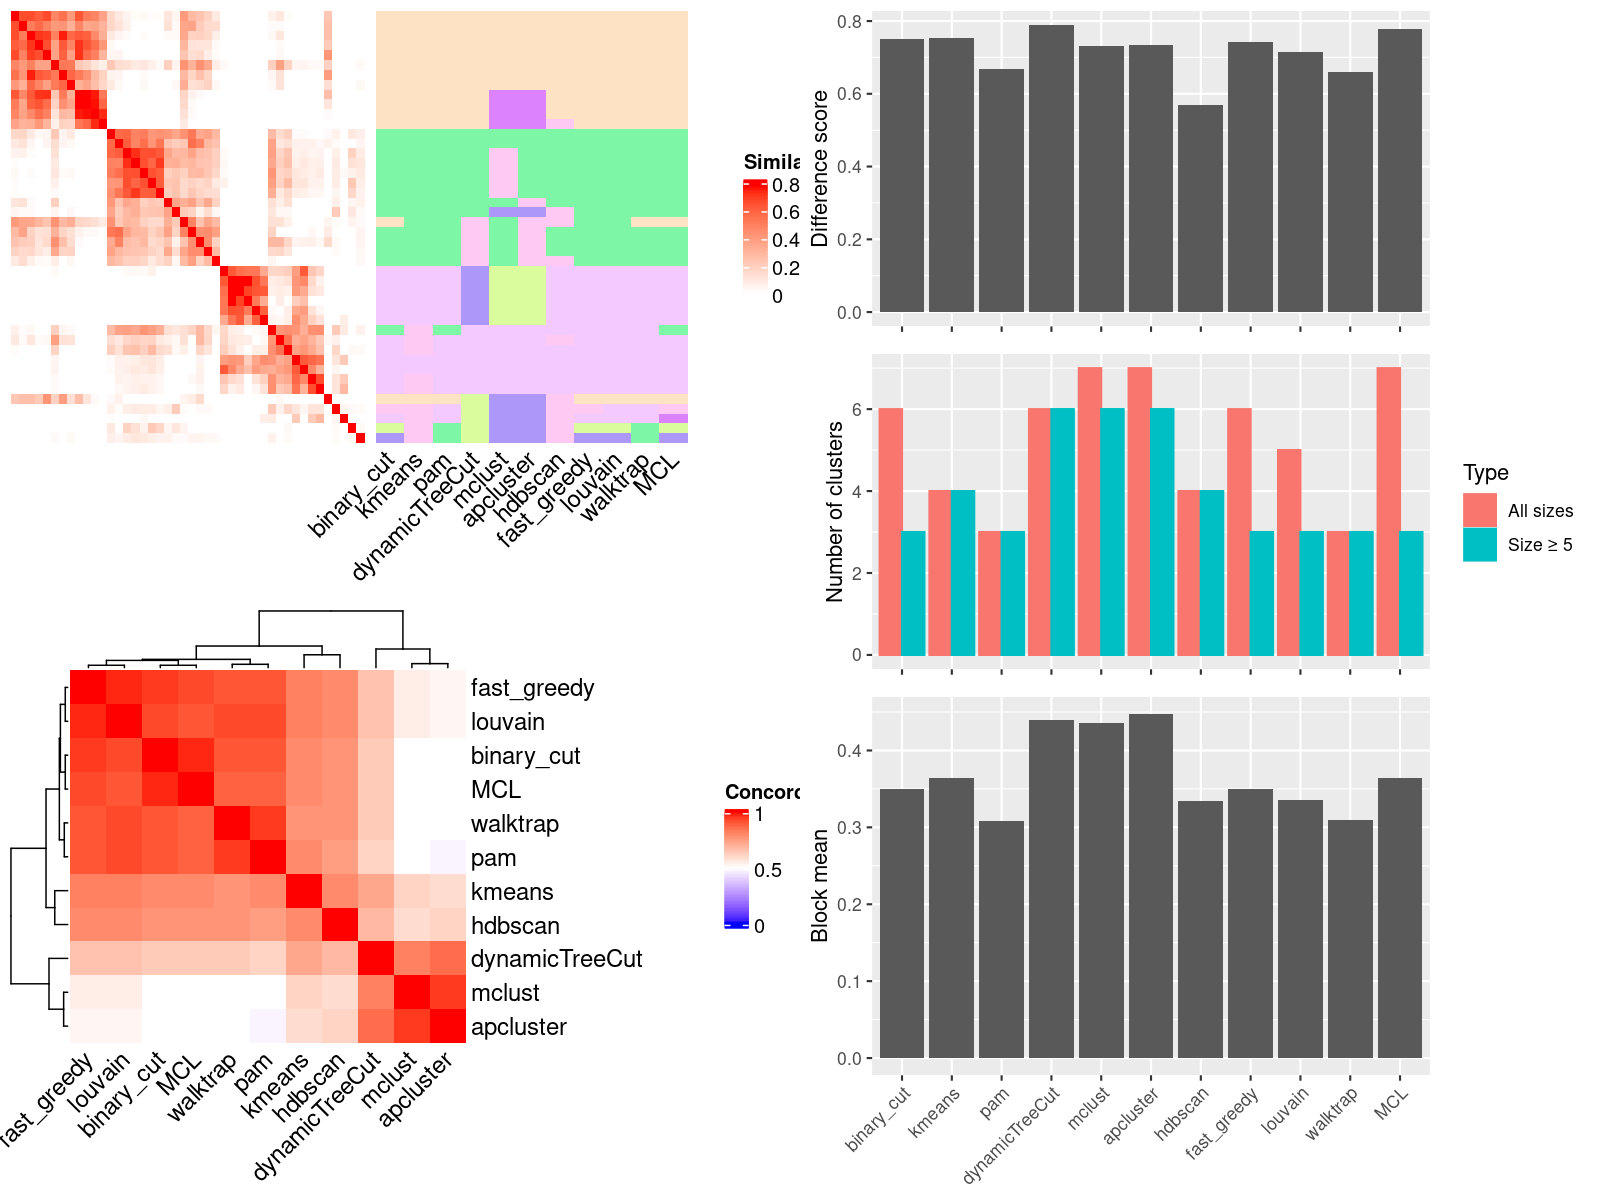 Simila
0.8
0.6
0.4
0.2
0
binary_cut
kmeans
pam
dynamicTreeCut
mclust
apcluster
hdbscan
fast_greedy
louvain
walktrap
MCL
Difference score
0.8
0.6
0.4
0.2
0.0
Number of clusters
6
4
2
0
Type
All sizes
Size ≥ 5
fast_greedy
louvain
binary_cut
MCL
walktrap
pam
kmeans
hdbscan
dynamicTreeCut
mclust
apcluster
fast_greedy
louvain
binary_cut
MCL
walktrap
pam
kmeans
hdbscan
dynamicTreeCut
mclust
apcluster
Concord
1
0.5
0
Block mean
0.4
0.3
0.2
0.1
0.0
binary_cut
kmeans
pam
dynamicTreeCut
mclust
apcluster
hdbscan
fast_greedy
louvain
walktrap
MCL